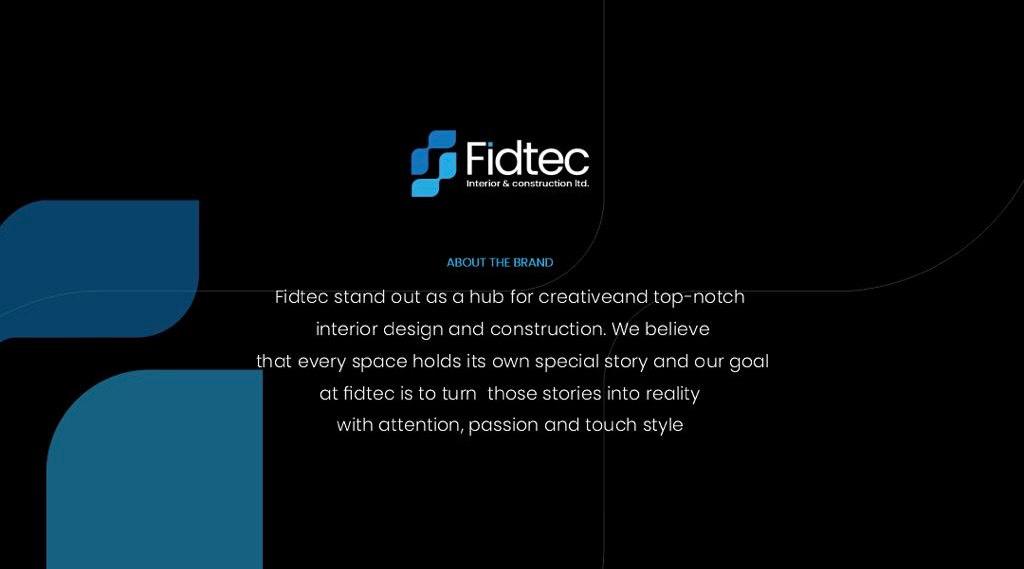 Fidtec
Interior & construction ltd.
ABOUT THE BRAND
Fidtec stand out as a hub for creativeand top-notch
interior design and construction. We believe
that every space holds its own special story and our goal
at fidtec is to turn  those stories into reality
with attention, passion and touch style